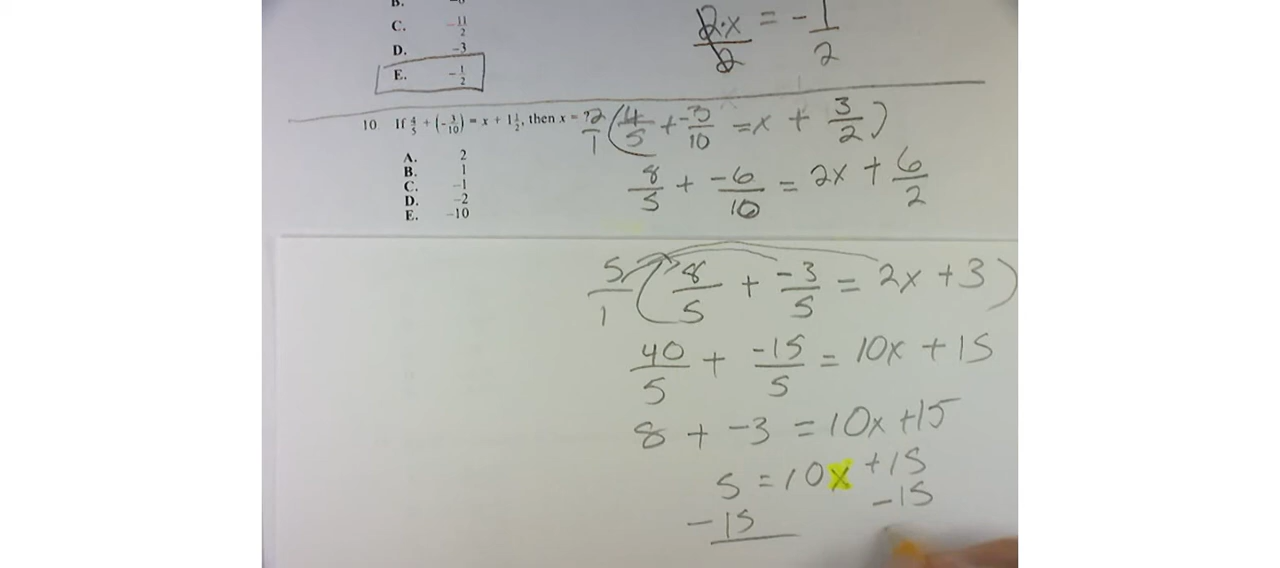 B. -6
C. -11/2
D. -3
E. -1/2
2·x/2 = -1/2
10. If 4/5 + (-3/10) = x + 1 1/2, then x = ?
A. 2
B. 1
C. -1
D. -2
E. -10
2/1 (4/5 + -3/10 = x + 3/2)
8/5 + -6/10 = 2x + 6/2
5/1 (8/5 + -3/5 = 2x + 3)
40/5 + -15/5 = 10x + 15
8 + -3 = 10x + 15
5 = 10x + 15
-15 -15